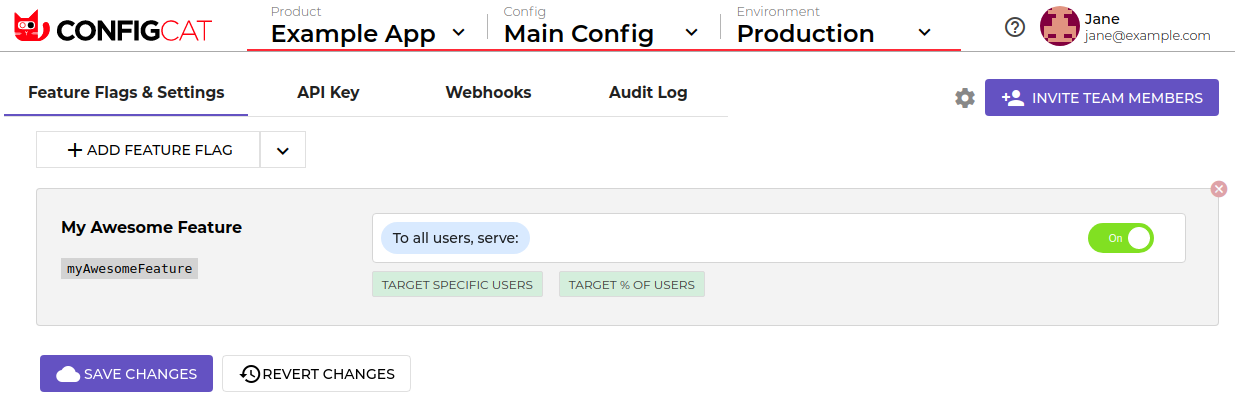 CONFIGCAT
Product
Example App
Config
Main Config
Environment
Production
Jane
jane@example.com
Feature Flags & Settings
API Key
Webhooks
Audit Log
INVITE TEAM MEMBERS
ADD FEATURE FLAG
My Awesome Feature
To all users, serve:
On
myAwesomeFeature
TARGET SPECIFIC USERS
TARGET % OF USERS
SAVE CHANGES
REVERT CHANGES